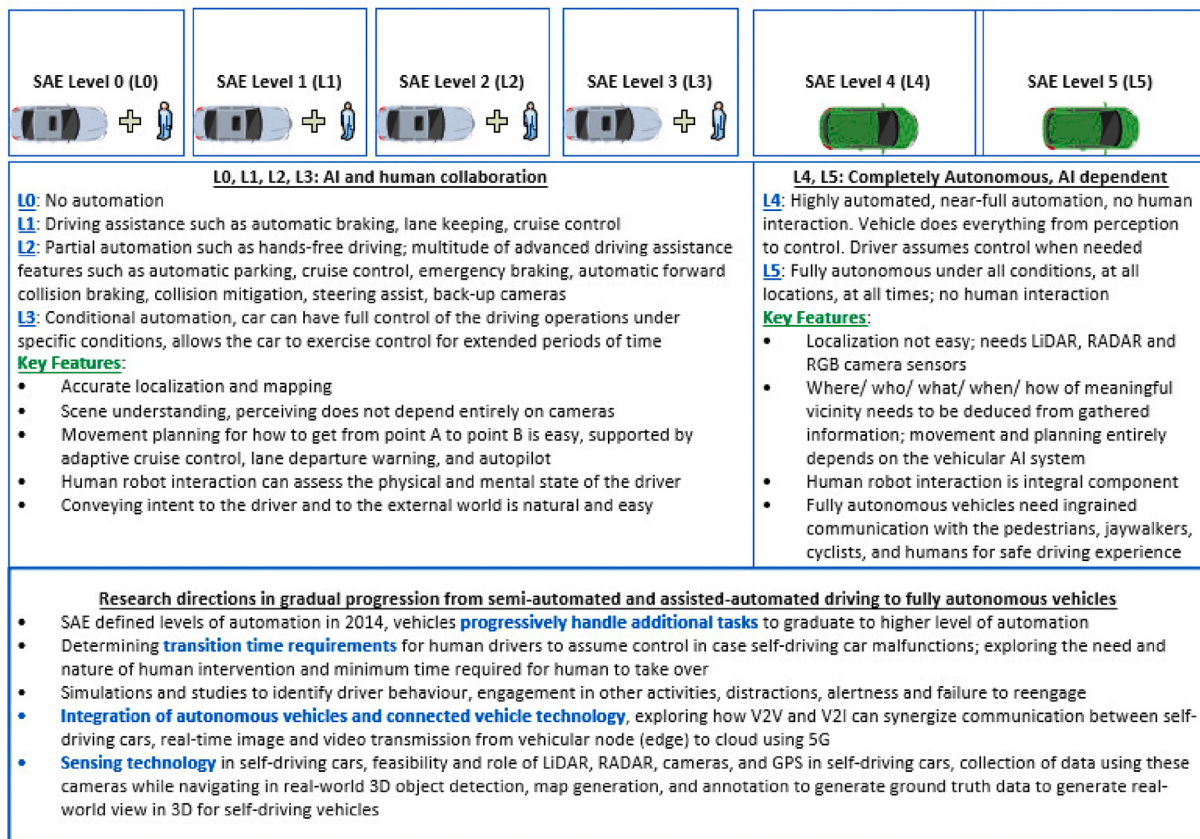 SAE Level 0 (L0)
SAE Level 1 (L1)
SAE Level 2 (L2)
SAE Level 3 (L3)
SAE Level 4 (L4)
SAE Level 5 (L5)
L0, L1, L2, L3: AI and human collaboration
L0: No automation
L1: Driving assistance such as automatic braking, lane keeping, cruise control
L2: Partial automation such as hands-free driving; multitude of advanced driving assistance
features such as automatic parking, cruise control, emergency braking, automatic forward
collision braking, collision mitigation, steering assist, back-up cameras
L3: Conditional automation, car can have full control of the driving operations under
specific conditions, allows the car to exercise control for extended periods of time
Key Features:
• Accurate localization and mapping
• Scene understanding, perceiving does not depend entirely on cameras
• Movement planning for how to get from point A to point B is easy, supported by
adaptive cruise control, lane departure warning, and autopilot
• Human robot interaction can assess the physical and mental state of the driver
• Conveying intent to the driver and to the external world is natural and easy
L4, L5: Completely Autonomous, AI dependent
L4: Highly automated, near-full automation, no human
interaction. Vehicle does everything from perception
to control. Driver assumes control when needed
L5: Fully autonomous under all conditions, at all
locations, at all times; no human interaction
Key Features:
• Localization not easy; needs LiDAR, RADAR and
RGB camera sensors
• Where/ who/ what/ when/ how of meaningful
vicinity needs to be deduced from gathered
information; movement and planning entirely
depends on the vehicular AI system
• Human robot interaction is integral component
• Fully autonomous vehicles need ingrained
communication with the pedestrians, jaywalkers,
cyclists, and humans for safe driving experience
Research directions in gradual progression from semi-automated and assisted-automated driving to fully autonomous vehicles
• SAE defined levels of automation in 2014, vehicles progressively handle additional tasks to graduate to higher level of automation
• Determining transition time requirements for human drivers to assume control in case self-driving car malfunctions; exploring the need and
nature of human intervention and minimum time required for human to take over
• Simulations and studies to identify driver behaviour, engagement in other activities, distractions, alertness and failure to reengage
• Integration of autonomous vehicles and connected vehicle technology, exploring how V2V and V2I can synergize communication between self-
driving cars, real-time image and video transmission from vehicular node (edge) to cloud using 5G
• Sensing technology in self-driving cars, feasibility and role of LiDAR, RADAR, cameras, and GPS in self-driving cars, collection of data using these
cameras while navigating in real-world 3D object detection, map generation, and annotation to generate ground truth data to generate real-
world view in 3D for self-driving vehicles